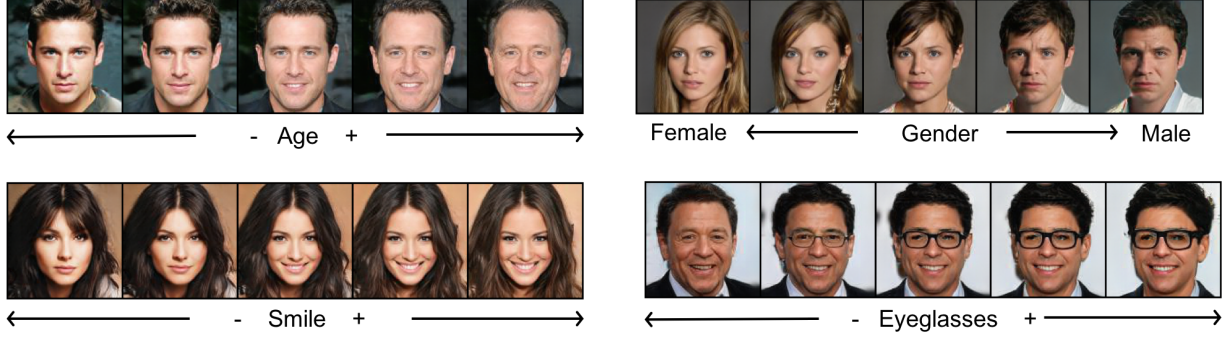 - Age +
Female Gender Male
- Smile +
- Eyeglasses +